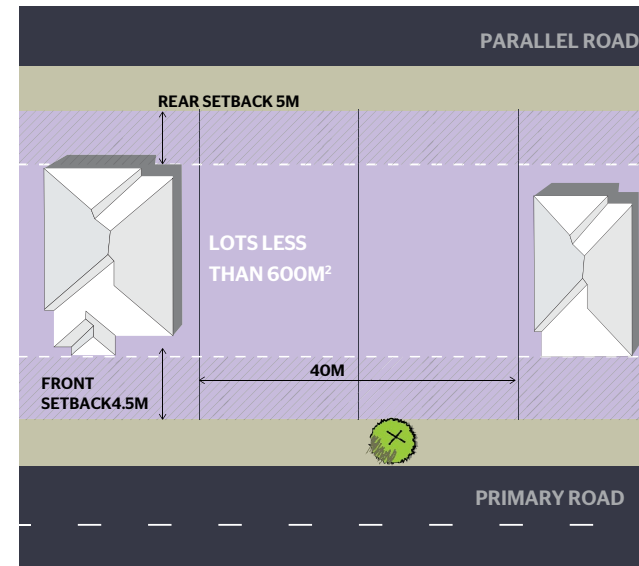 PARALLEL ROAD
REAR SETBACK 5M
LOTS LESS
THAN 600M²
40M
FRONT
SETBACK4.5M
PRIMARY ROAD